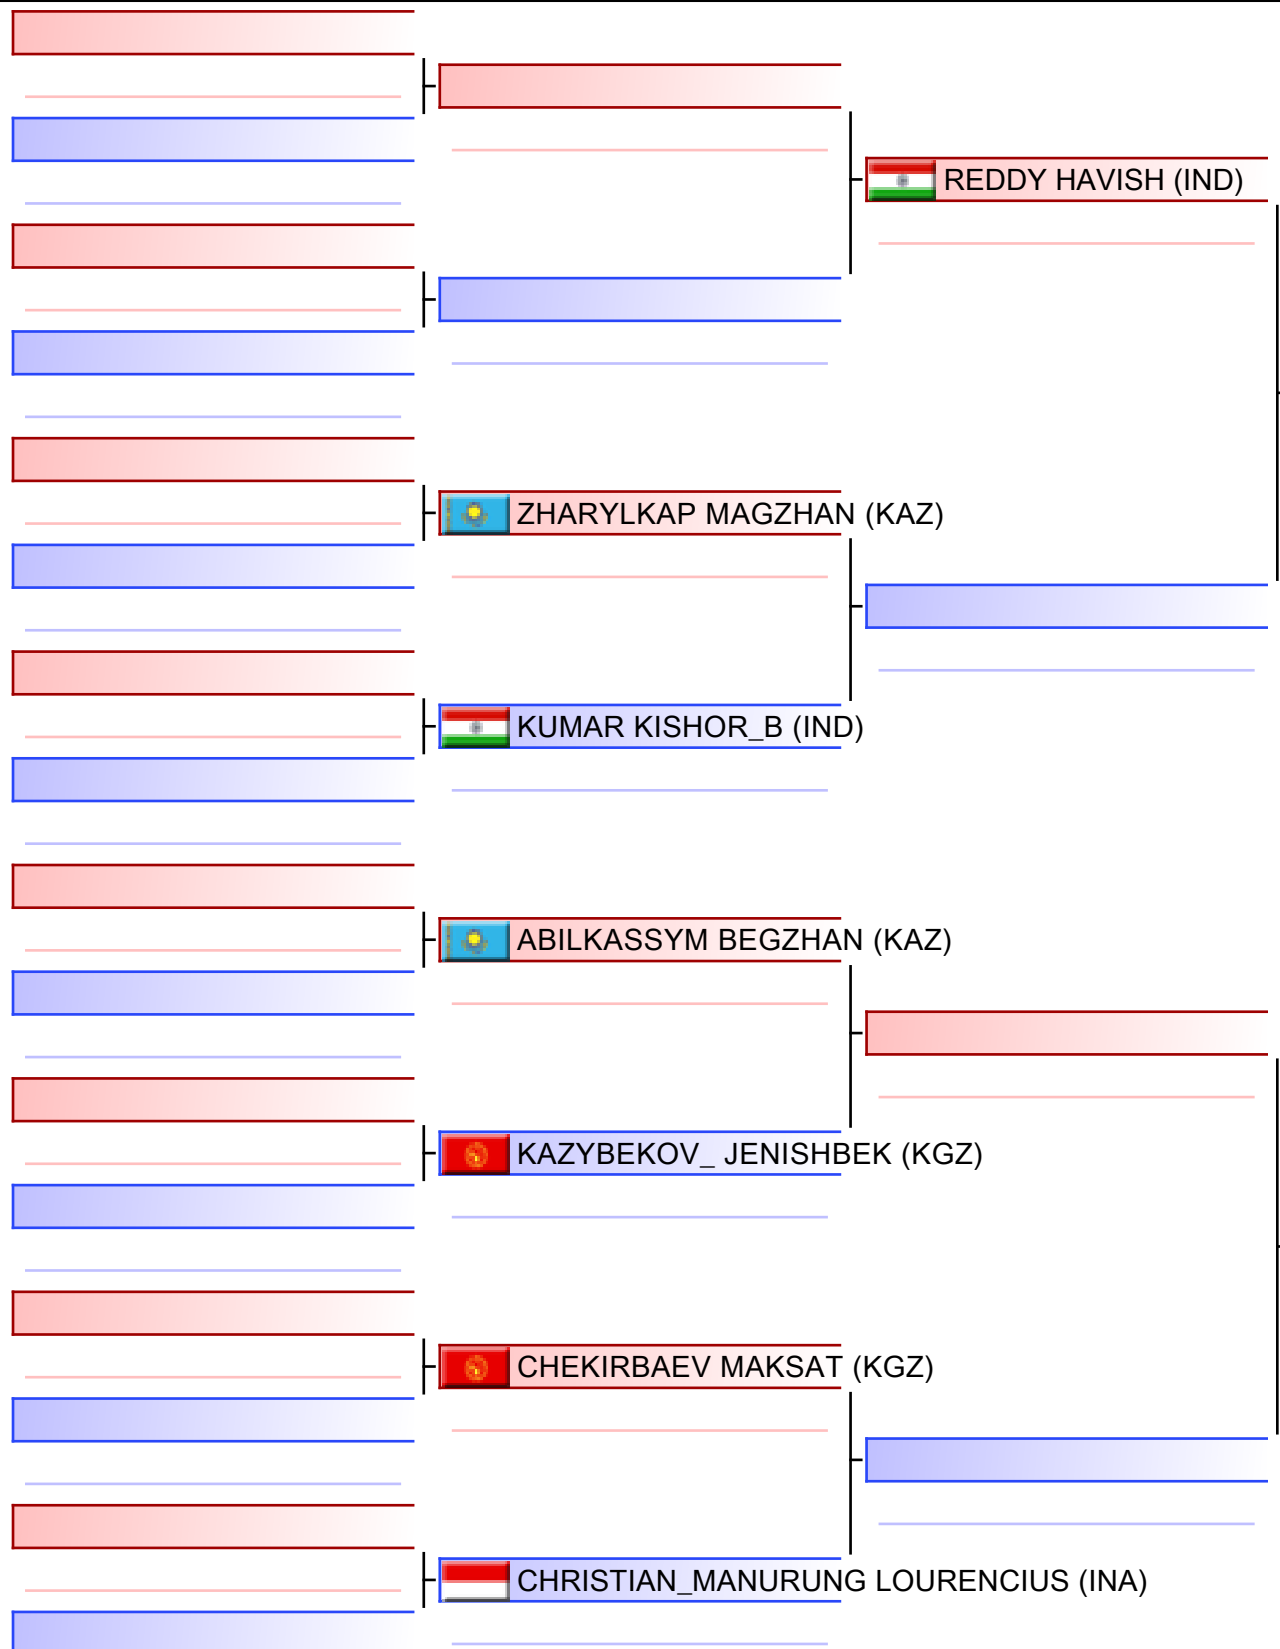 REDDY HAVISH (IND)
ZHARYLKAP MAGZHAN (KAZ)
KUMAR KISHOR_B (IND)
ABILKASSYM BEGZHAN (KAZ)
KAZYBEKOV_ JENISHBEK (KGZ)
CHEKIRBAEV MAKSAT (KGZ)
CHRISTIAN_MANURUNG LOURENCIUS (INA)